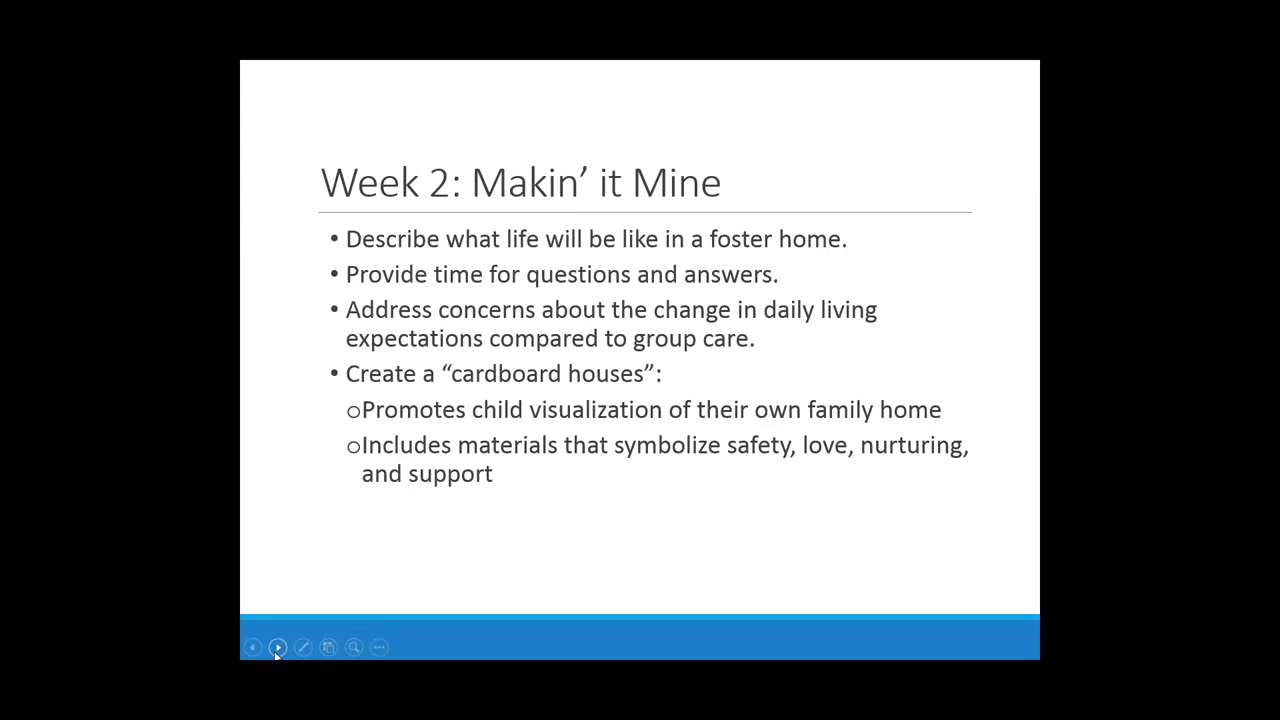 Week 2: Makin’ it Mine
• Describe what life will be like in a foster home.
• Provide time for questions and answers.
• Address concerns about the change in daily living
expectations compared to group care.
• Create a “cardboard houses”:
oPromotes child visualization of their own family home
oIncludes materials that symbolize safety, love, nurturing,
and support